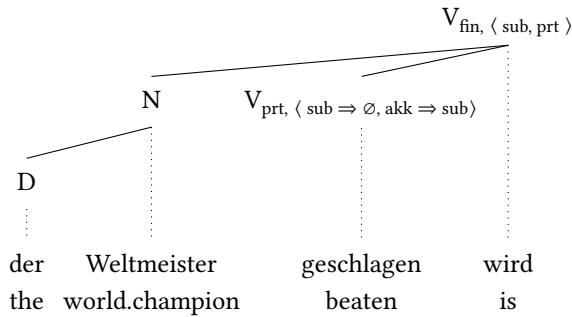 V_fin, ⟨ sub, prt ⟩
N V_prt, ⟨ sub ⇒ ∅, akk ⇒ sub⟩
D
der Weltmeister geschlagen wird
the world.champion beaten is